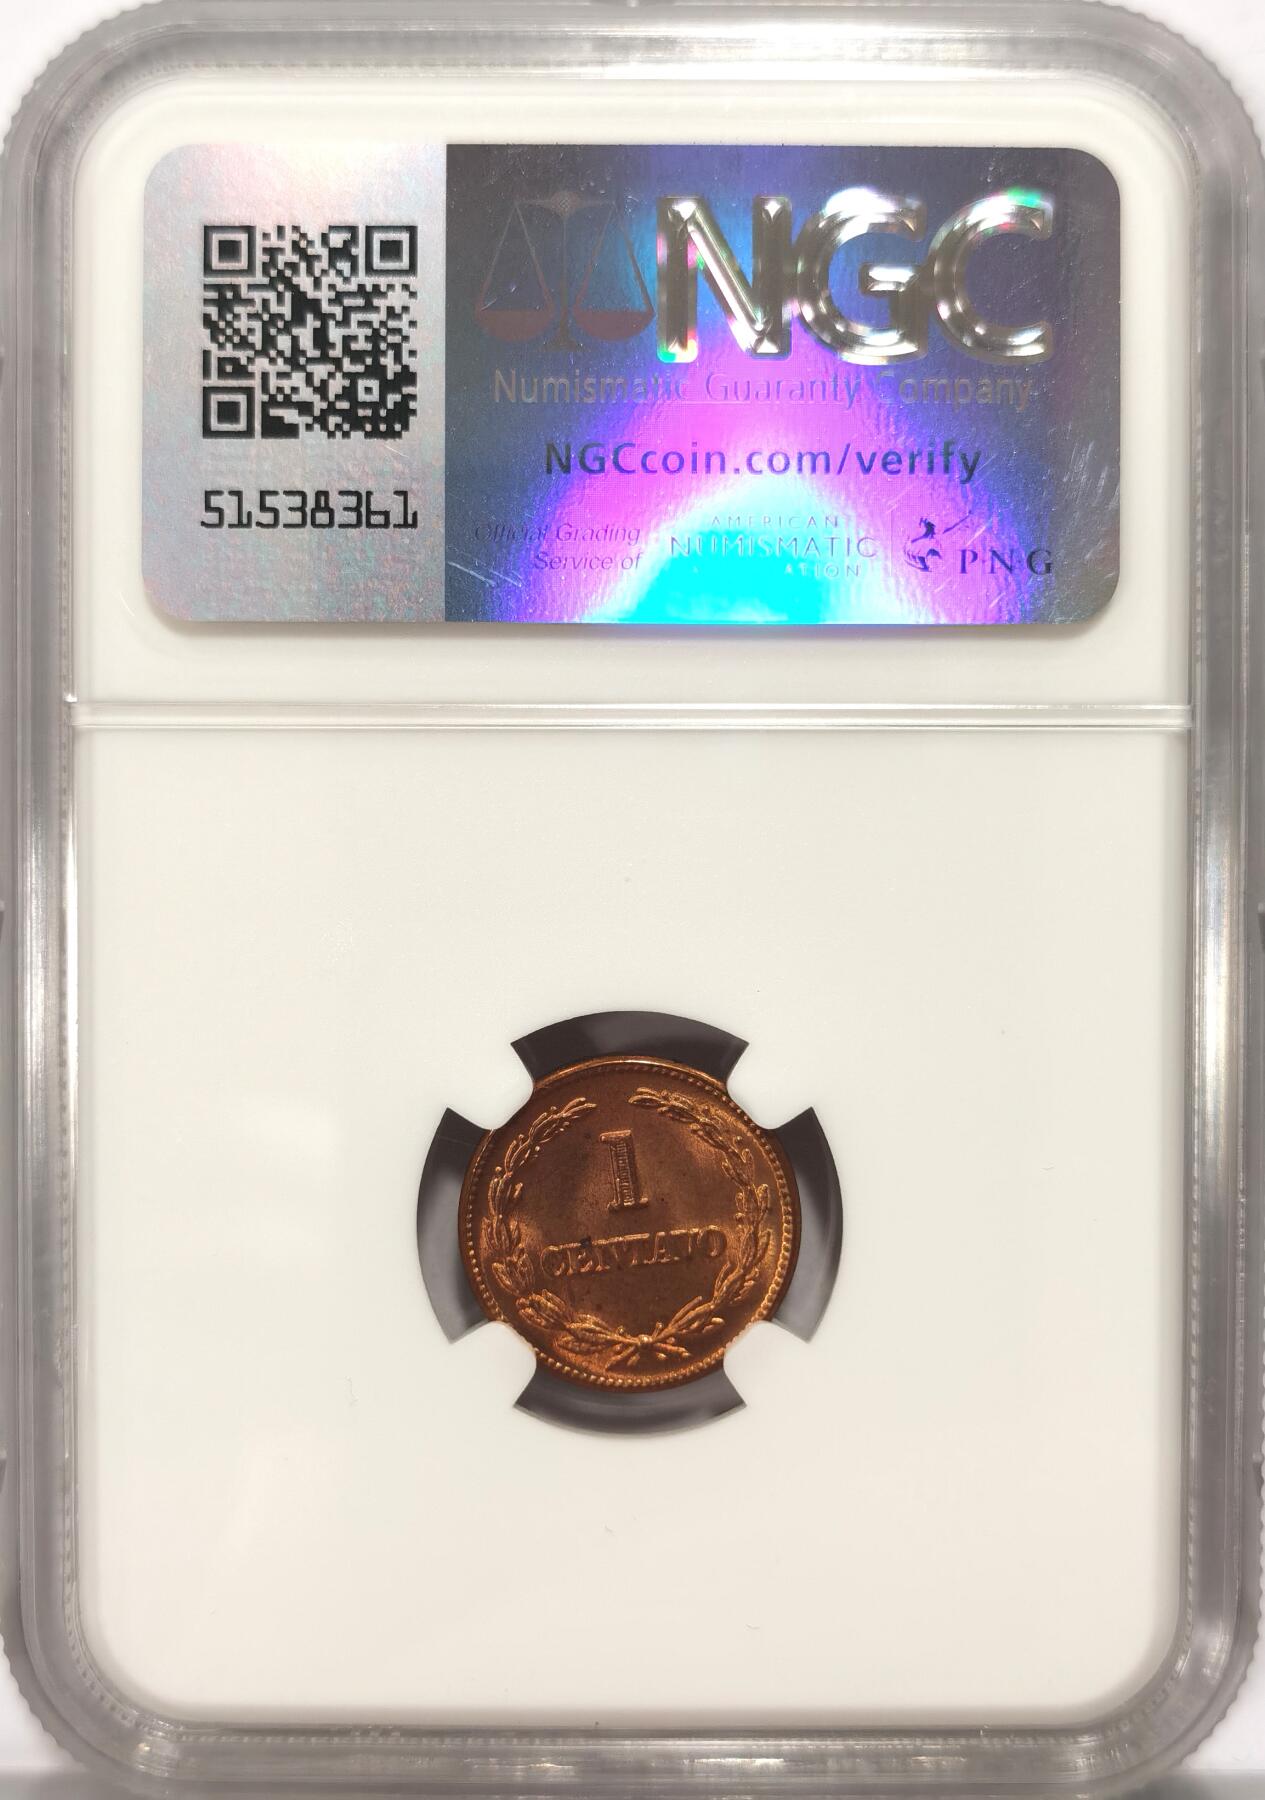 NGC
Numismatic Guaranty Company
NGCcoin.com/verify
51538361
Official Grading
Service of
AMERICAN
NUMISMATIC
PNG
1
CENTAVO